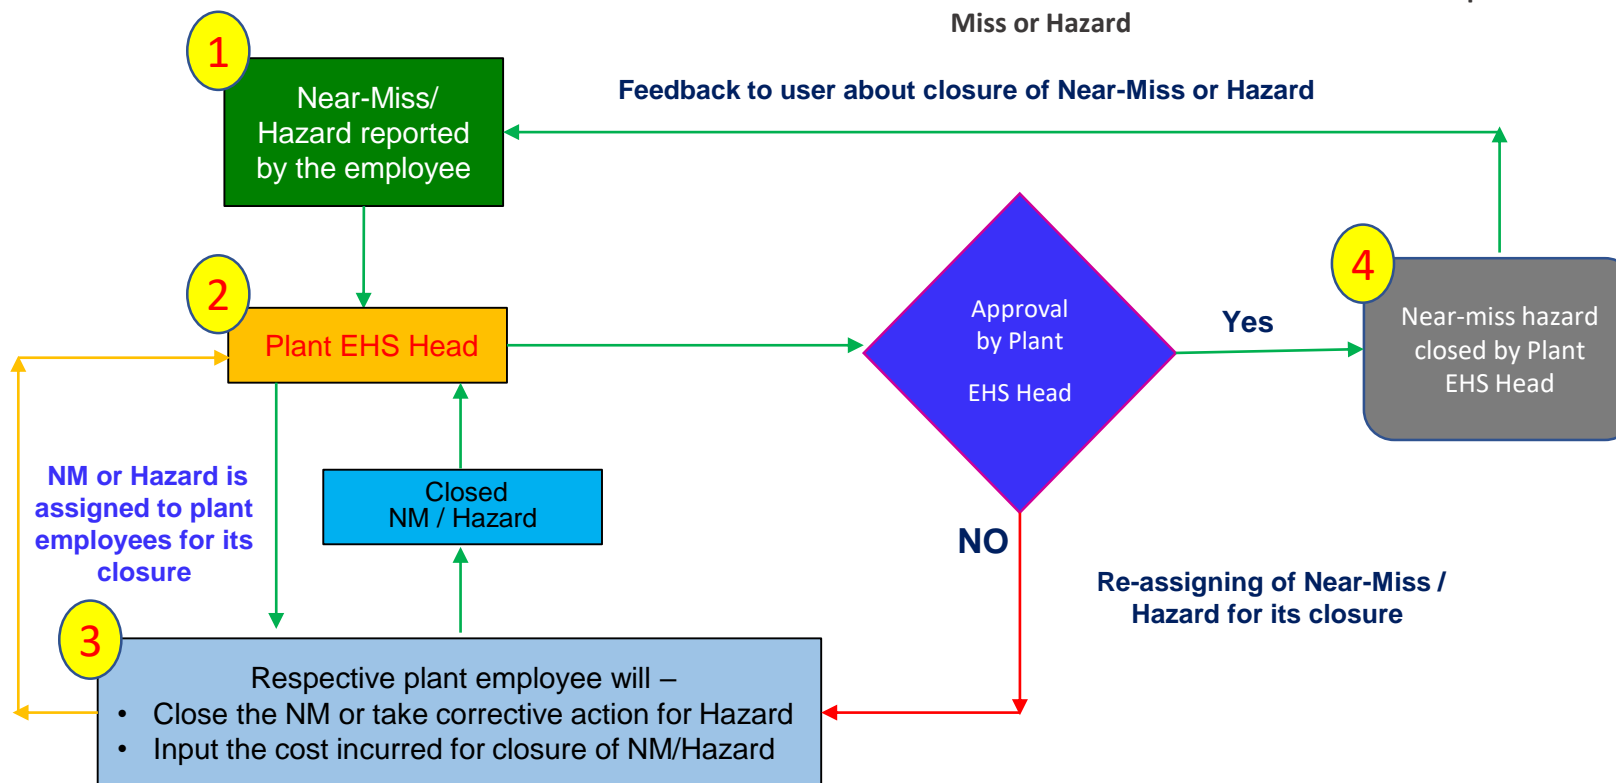 Miss or Hazard
1
Near-Miss/
Hazard reported
by the employee
Feedback to user about closure of Near-Miss or Hazard
2
Plant EHS Head
Approval
by Plant
EHS Head
Yes
4
Near-miss hazard
closed by Plant
EHS Head
NM or Hazard is
assigned to plant
employees for its
closure
Closed
NM / Hazard
NO
Re-assigning of Near-Miss /
Hazard for its closure
3
Respective plant employee will –
• Close the NM or take corrective action for Hazard
• Input the cost incurred for closure of NM/Hazard